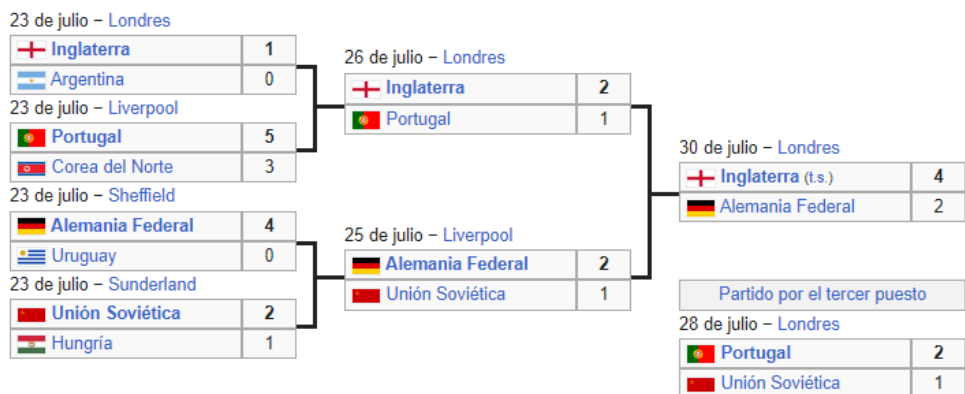 23 de julio – Londres
Inglaterra 1
Argentina 0
23 de julio – Liverpool
Portugal 5
Corea del Norte 3
23 de julio – Sheffield
Alemania Federal 4
Uruguay 0
23 de julio – Sunderland
Unión Soviética 2
Hungría 1
26 de julio – Londres
Inglaterra 2
Portugal 1
25 de julio – Liverpool
Alemania Federal 2
Unión Soviética 1
30 de julio – Londres
Inglaterra (t.s.) 4
Alemania Federal 2
Partido por el tercer puesto
28 de julio – Londres
Portugal 2
Unión Soviética 1